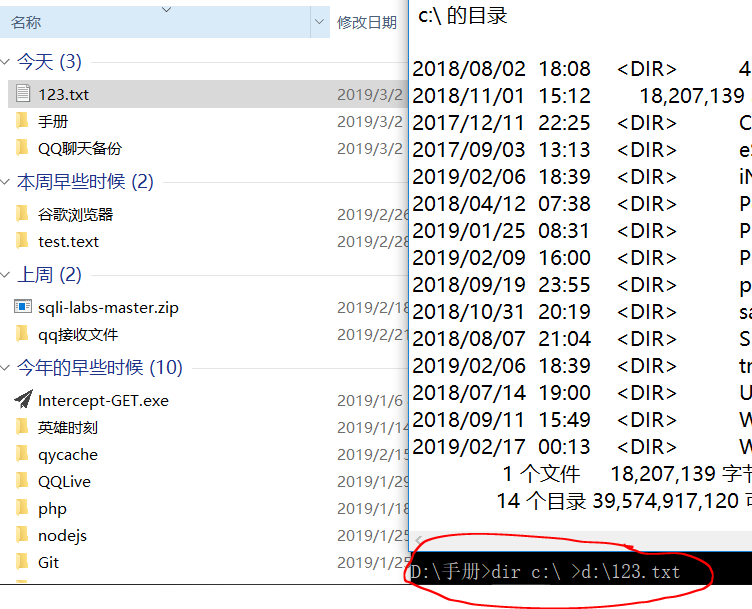 名称 修改日期
今天 (3)
123.txt 2019/3/2
手册 2019/3/2
QQ聊天备份 2019/3/2
本周早些时候 (2)
谷歌浏览器 2019/2/26
test.text 2019/2/28
上周 (2)
sqli-labs-master.zip 2019/2/18
qq接收文件 2019/2/21
今年的早些时候 (10)
Intercept-GET.exe 2019/1/6
英雄时刻 2019/1/14
qycache 2019/2/15
QQLive 2019/1/29
php 2019/1/18
nodejs 2019/1/25
Git 2019/1/25
c:\ 的目录
2018/08/02 18:08 <DIR> 4
2018/11/01 15:12 18,207,139
2017/12/11 22:25 <DIR> C
2017/09/03 13:13 <DIR> eS
2019/02/06 18:39 <DIR> iN
2018/04/12 07:38 <DIR> P
2019/01/25 08:31 <DIR> P
2019/02/09 16:00 <DIR> P
2018/09/19 23:55 <DIR> p
2018/10/31 20:19 <DIR> sa
2018/08/07 21:04 <DIR> S
2019/02/06 18:39 <DIR> tr
2018/07/14 19:00 <DIR> U
2018/09/11 15:49 <DIR> W
2019/02/17 00:13 <DIR> W
1 个文件 18,207,139 字节
14 个目录 39,574,917,120 可
D:\手册>dir c:\ >d:\123.txt